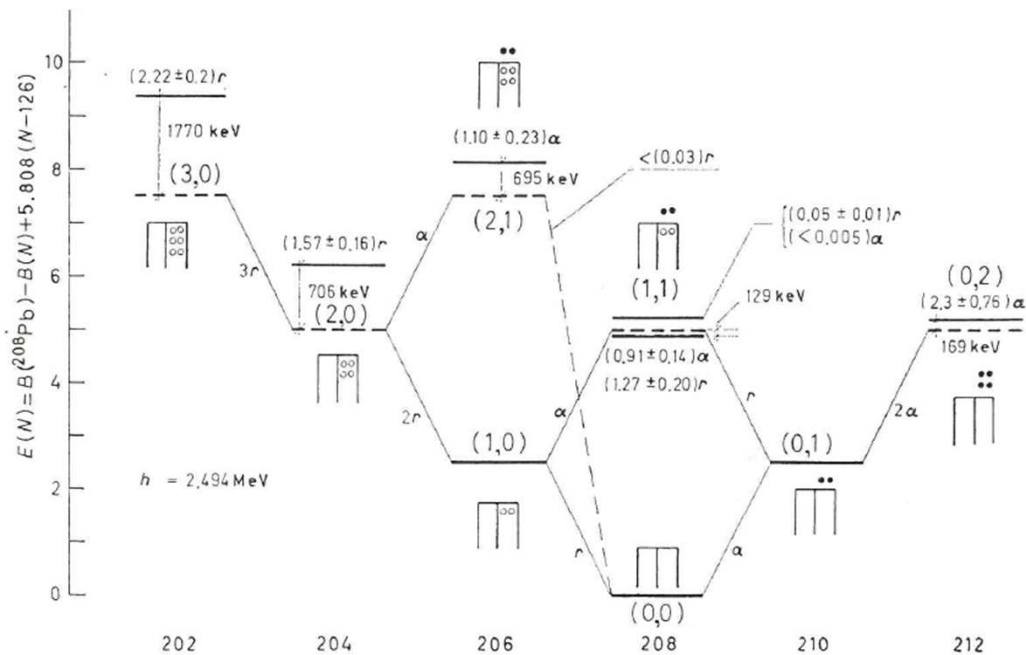 E(N)=B(²⁰⁸Pb)−B(N)+5,808(N−126)
10
8
6
4
2
0
(2,22±0,2)r
1770 keV
(3,0)
3r
(1,57±0,16)r
706 keV
(2,0)
2r
(1,10±0,23)α
695 keV
(2,1)
α
(1,0)
r
<(0,03)r
(0,05±0,01)r
(<0,005)α
129 keV
(1,1)
(0,91±0,14)α
(1,27±0,20)r
α
r
(0,0)
α
(0,1)
2α
(0,2)
(2,3±0,76)α
169 keV
h = 2,494 MeV
202 204 206 208 210 212